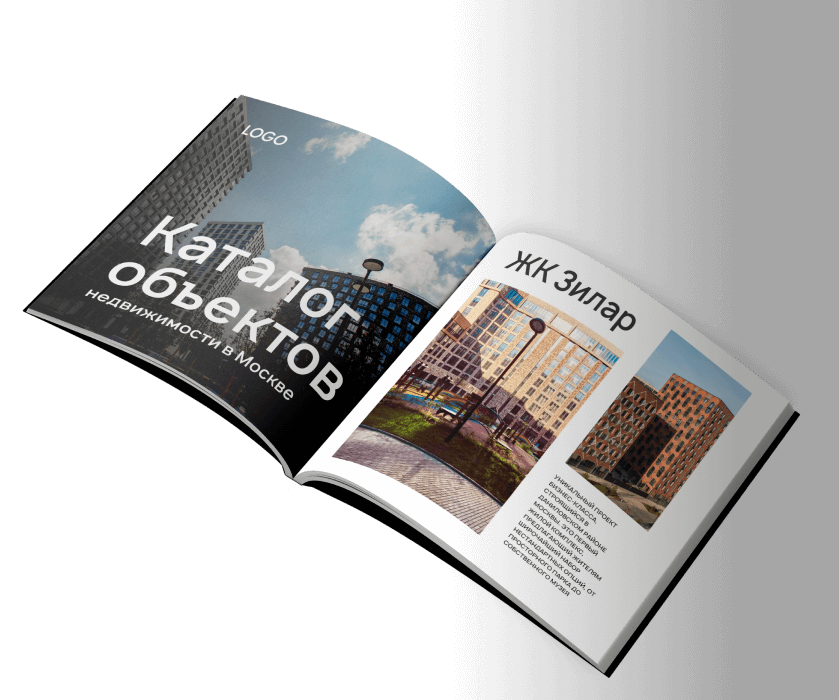 LOGO
Каталог
объектов
недвижимости в Москве
ЖК Зилар
УНИКАЛЬНЫЙ ПРОЕКТ
БИЗНЕС-КЛАССА,
СТРОЯЩИЙСЯ В
ДАНИЛОВСКОМ РАЙОНЕ
МОСКВЫ. ЭТО ПЕРВЫЙ
ЖИЛОЙ КОМПЛЕКС,
ПРЕДЛАГАЮЩИЙ ЖИТЕЛЯМ
ШИРОЧАЙШИЙ НАБОР
НЕСТАНДАРТНЫХ ОПЦИЙ, ОТ
ПРОСТОРНОГО ПАРКА ДО
СОБСТВЕННОГО МУЗЕЯ